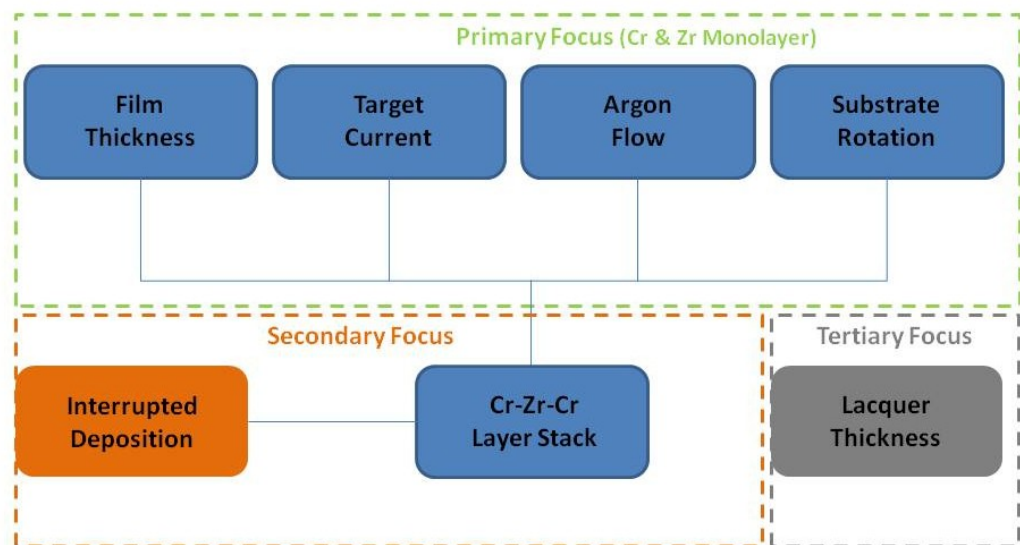 Primary Focus (Cr & Zr Monolayer)
Film
Thickness
Target
Current
Argon
Flow
Substrate
Rotation
Secondary Focus
Tertiary Focus
Interrupted
Deposition
Cr-Zr-Cr
Layer Stack
Lacquer
Thickness